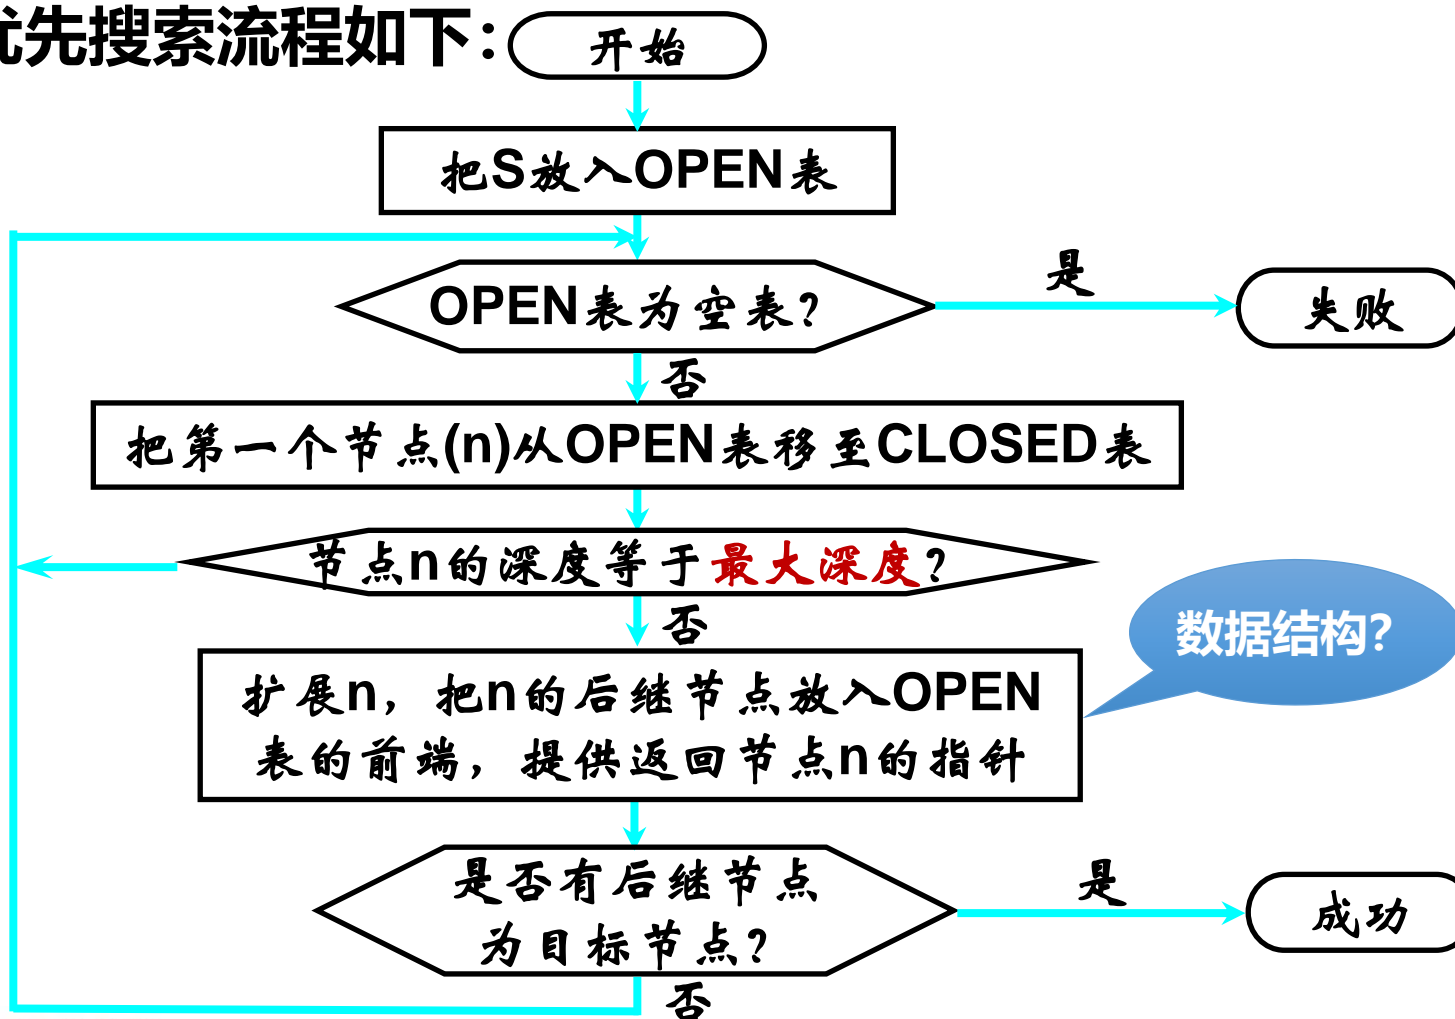 优先搜索流程如下：
开始
把S放入OPEN表
OPEN表为空表？
是
失败
否
把第一个节点(n)从OPEN表移至CLOSED表
节点n的深度等于最大深度？
否
数据结构？
扩展n，把n的后继节点放入OPEN
表的前端，提供返回节点n的指针
是否有后继节点
为目标节点？
是
成功
否